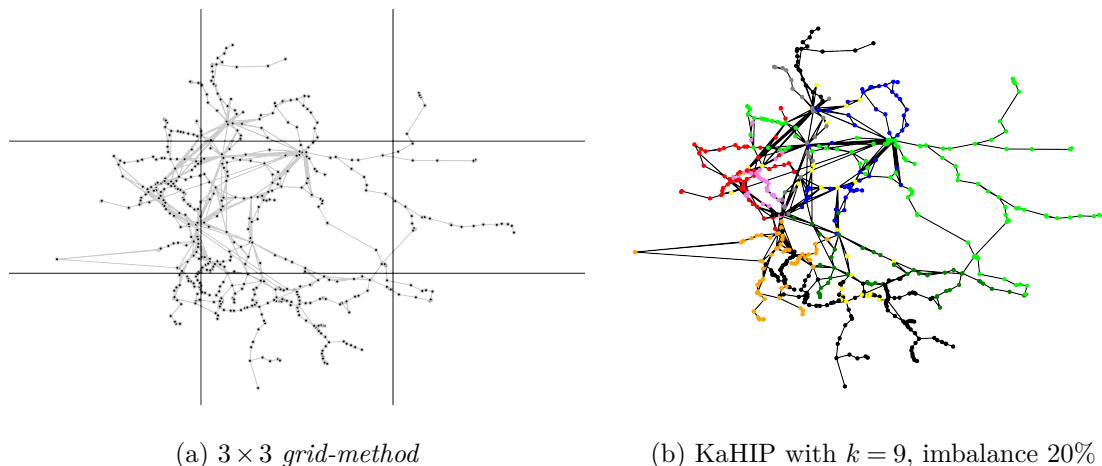 (a) 3 × 3 grid-method
(b) KaHIP with k = 9, imbalance 20%